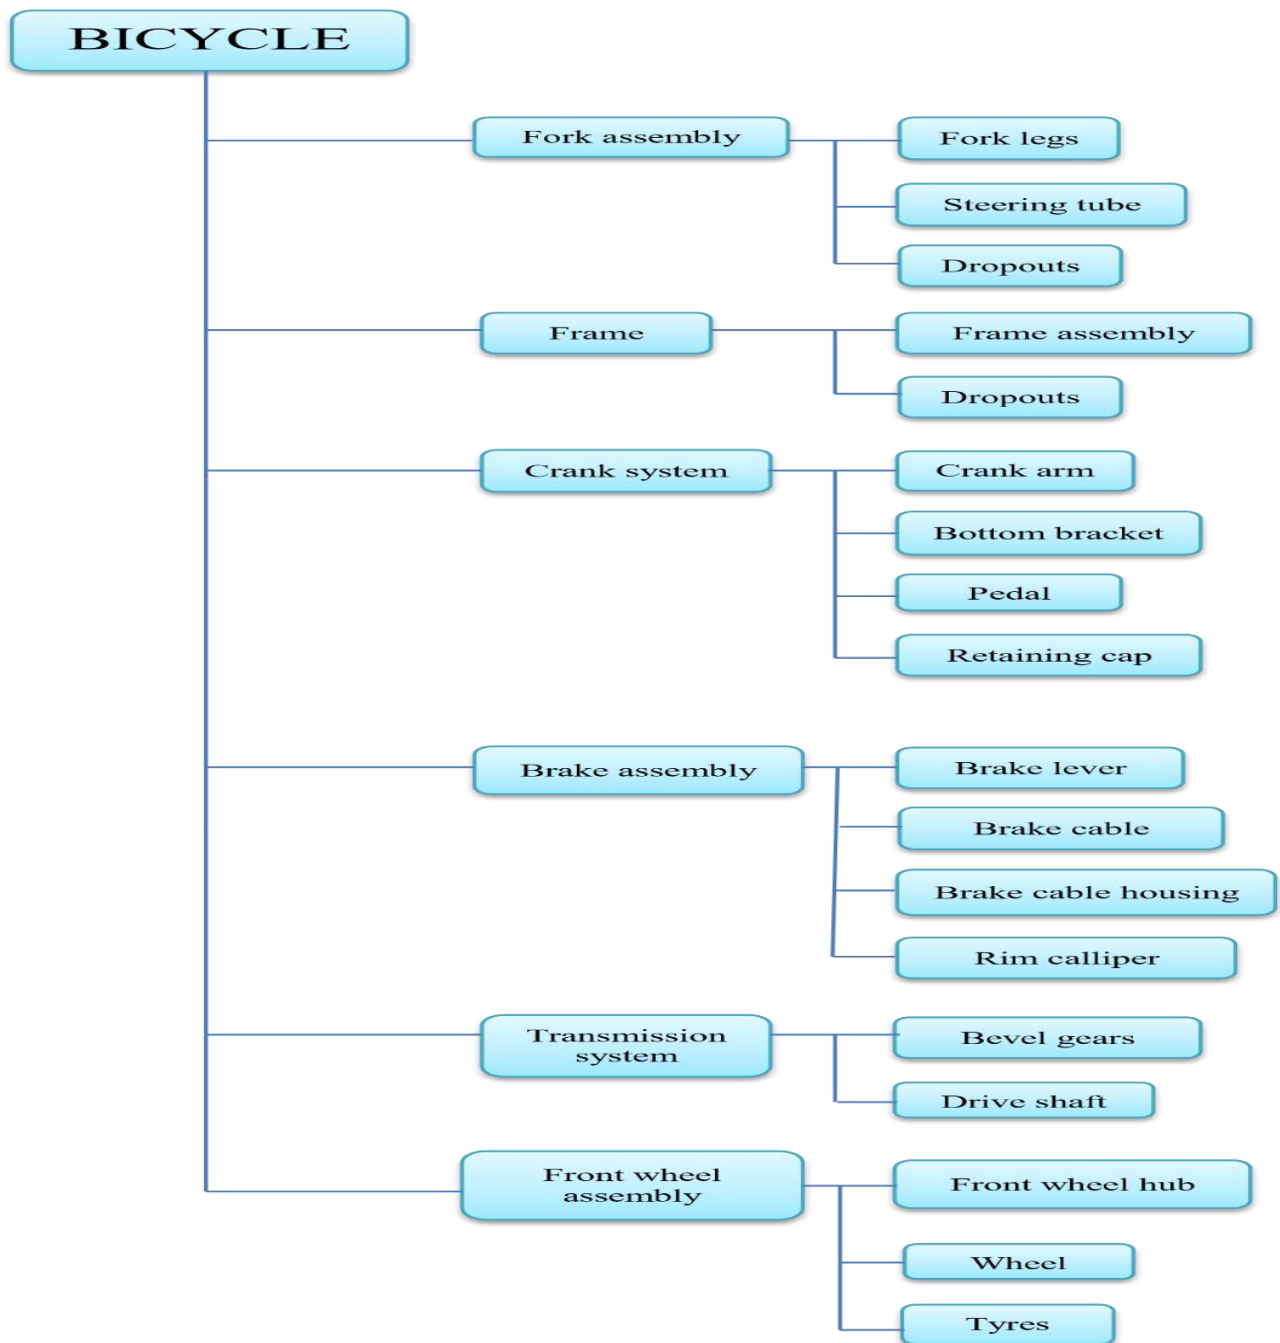 BICYCLE
Fork assembly
Fork legs
Steering tube
Dropouts
Frame
Frame assembly
Dropouts
Crank system
Crank arm
Bottom bracket
Pedal
Retaining cap
Brake assembly
Brake lever
Brake cable
Brake cable housing
Rim calliper
Transmission
system
Bevel gears
Drive shaft
Front wheel
assembly
Front wheel hub
Wheel
Tyres